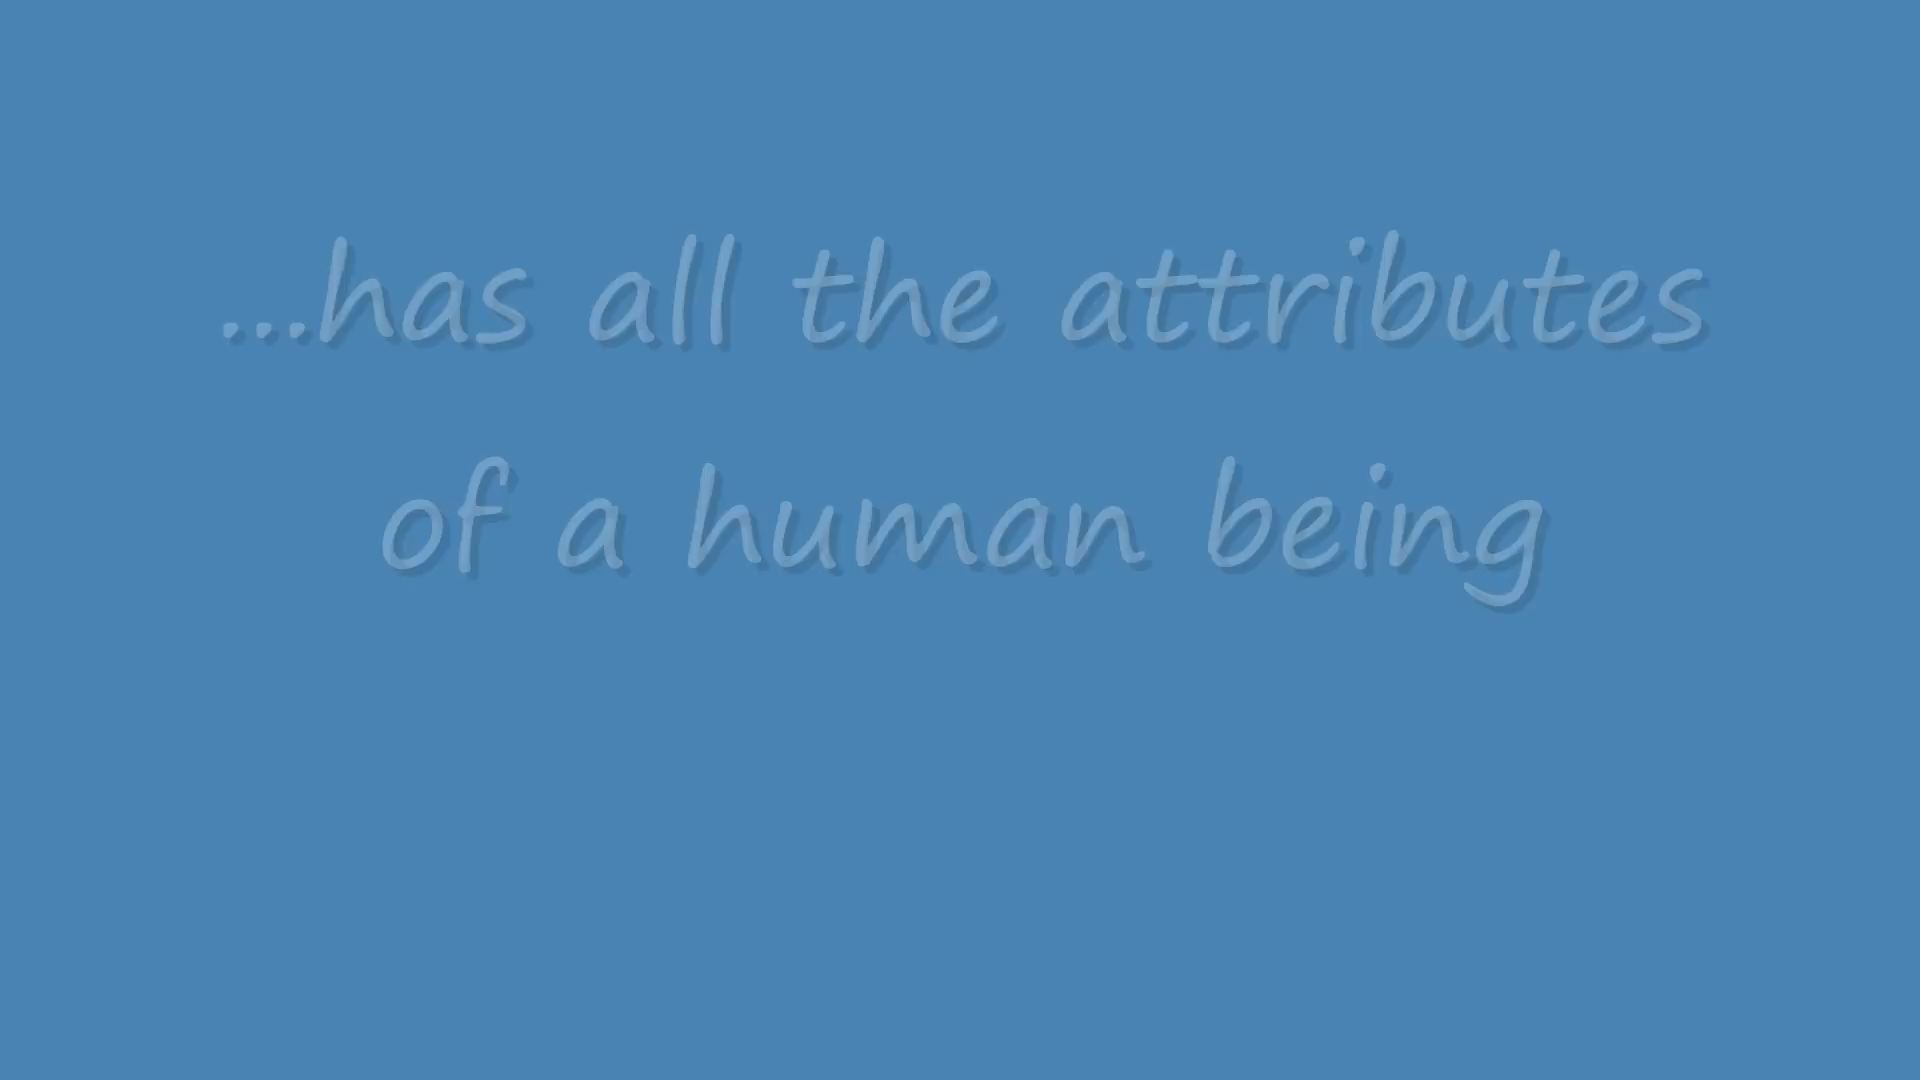 ...has all the attributes
of a human being